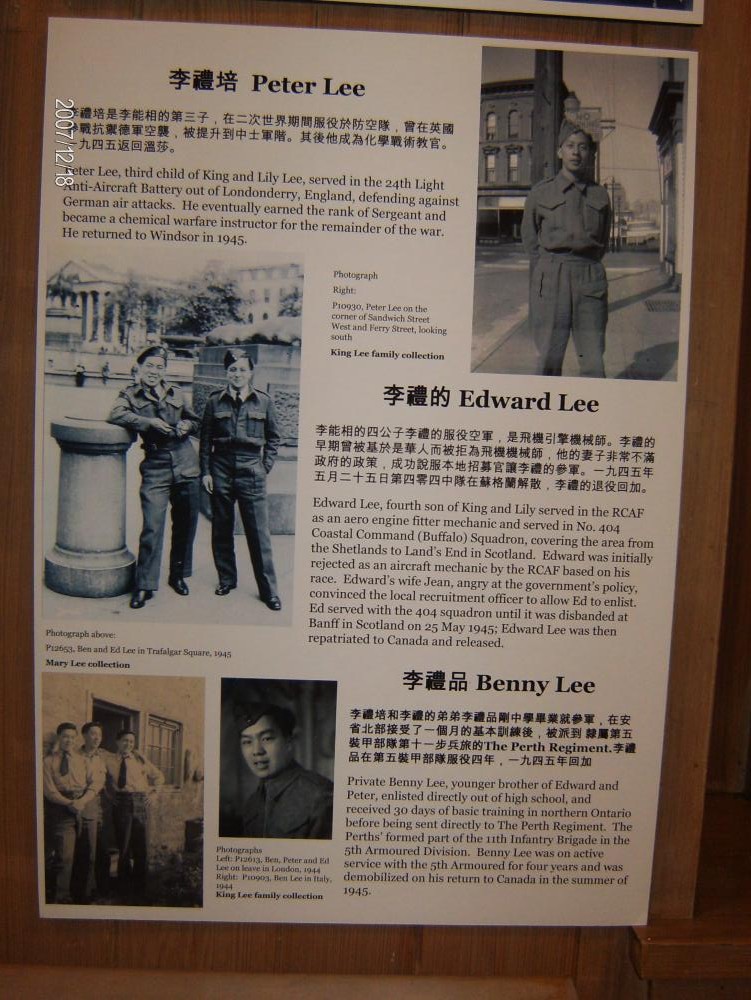 李禮培 Peter Lee
李禮培是李能相的第三子，在二次世界期間服役於防空隊，曾在英國
戰抗禦德軍空襲，被提升到中士軍階。其後他成為化學戰術教官。
一九四五返回溫莎。
Peter Lee, third child of King and Lily Lee, served in the 24th Light
Anti-Aircraft Battery out of Londonderry, England, defending against
German air attacks. He eventually earned the rank of Sergeant and
became a chemical warfare instructor for the remainder of the war.
He returned to Windsor in 1945.
2007/12/18
NO
Photograph
Right:
P10930, Peter Lee on the
corner of Sandwich Street
West and Ferry Street, looking
south
King Lee family collection
李禮的 Edward Lee
李能相的四公子李禮的服役空軍，是飛機引擎機械師。李禮的
早期曾被基於是華人而被拒為飛機機械師，他的妻子非常不滿
政府的政策，成功說服本地招募官讓李禮的參軍。一九四五年
五月二十五日第四零四中隊在蘇格蘭解散，李禮的退役回加。
Edward Lee, fourth son of King and Lily served in the RCAF
as an aero engine fitter mechanic and served in No. 404
Coastal Command (Buffalo) Squadron, covering the area from
the Shetlands to Land's End in Scotland. Edward was initially
rejected as an aircraft mechanic by the RCAF based on his
race. Edward's wife Jean, angry at the government's policy,
convinced the local recruitment officer to allow Ed to enlist.
Ed served with the 404 squadron until it was disbanded at
Banff in Scotland on 25 May 1945; Edward Lee was then
repatriated to Canada and released.
Photograph above:
P12653, Ben and Ed Lee in Trafalgar Square, 1945
Mary Lee collection
李禮品 Benny Lee
李禮培和李禮的弟弟李禮品剛中學畢業就參軍，在安
省北部接受了一個月的基本訓練後，被派到 隸屬第五
裝甲部隊第十一步兵旅的The Perth Regiment.李禮
品在第五裝甲部隊服役四年，一九四五年回加
Private Benny Lee, younger brother of Edward and
Peter, enlisted directly out of high school, and
received 30 days of basic training in northern Ontario
before being sent directly to The Perth Regiment. The
Perths' formed part of the 11th Infantry Brigade in the
5th Armoured Division. Benny Lee was on active
service with the 5th Armoured for four years and was
demobilized on his return to Canada in the summer of
1945.
Photographs
Left: P12613, Ben, Peter and Ed
Lee on leave in London, 1944
Right: P10903, Ben Lee in Italy,
1944
King Lee family collection